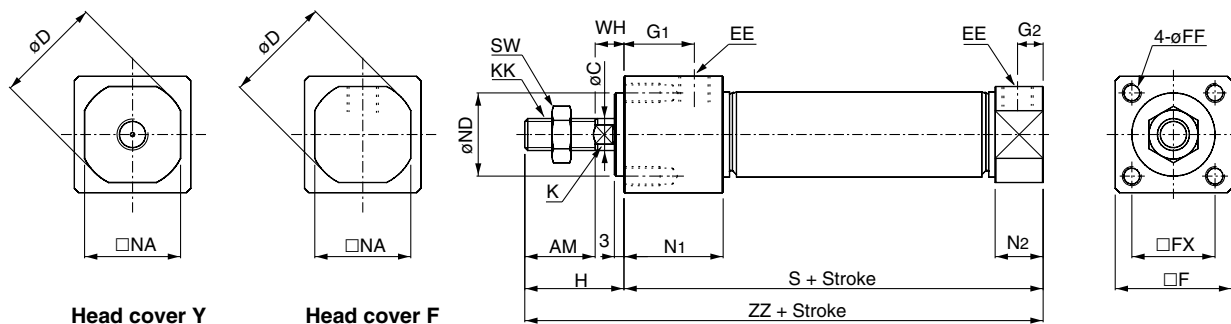 øD
□NA
Head cover Y
øD
□NA
Head cover F
WH
G1
EE
SW
KK
øC
øND
K
AM
3
N1
H
S + Stroke
ZZ + Stroke
EE
G2
N2
4-øFF
□FX
□F